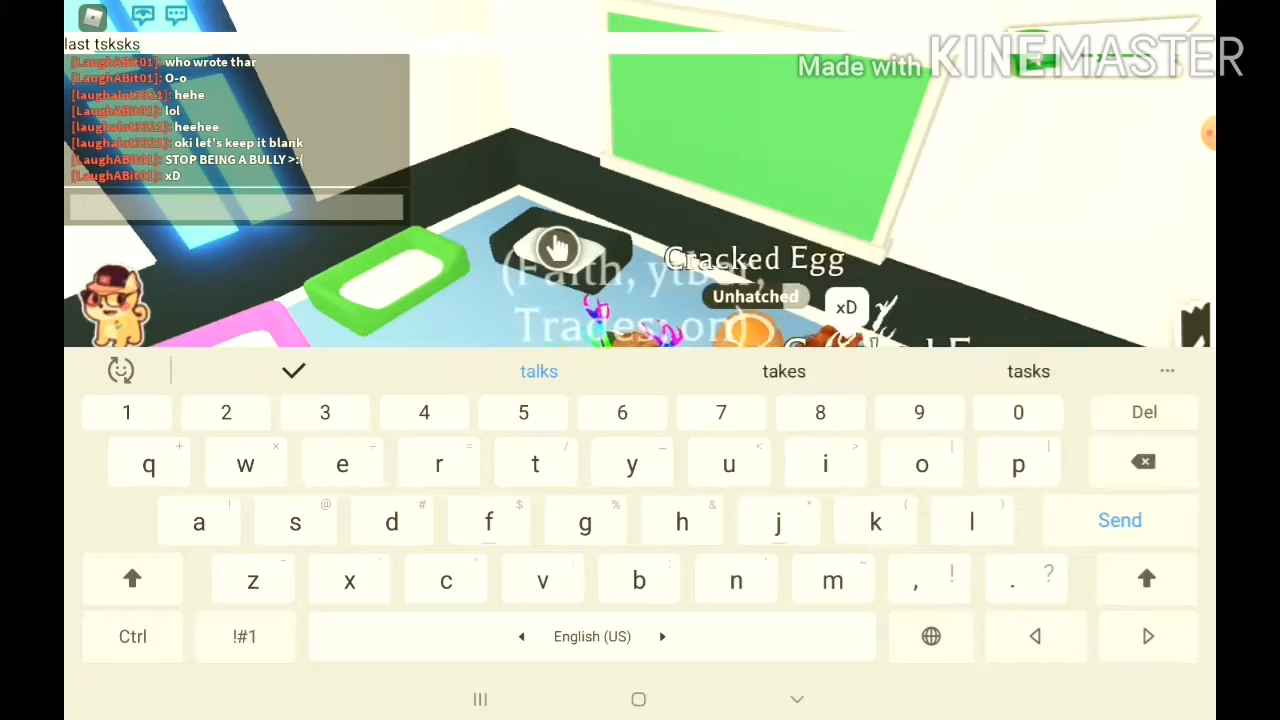 last tsksks
Made with KINEMASTER
[LaughABit01]: who wrote thar
[LaughABit01]: O-o
[laughalot3321]: hehe
[LaughABit01]: lol
[laughalot3321]: heehee
[laughalot3321]: oki let's keep it blank
[LaughABit01]: STOP BEING A BULLY >:(
[LaughABit01]: xD
Cracked Egg
(Faith,
Unhatched
xD
Trades;
talks takes tasks
1 2 3 4 5 6 7 8 9 0 Del
q w e r t y u i o p
a s d f g h j k l Send
z x c v b n m , ! . ?
Ctrl !#1 English (US)